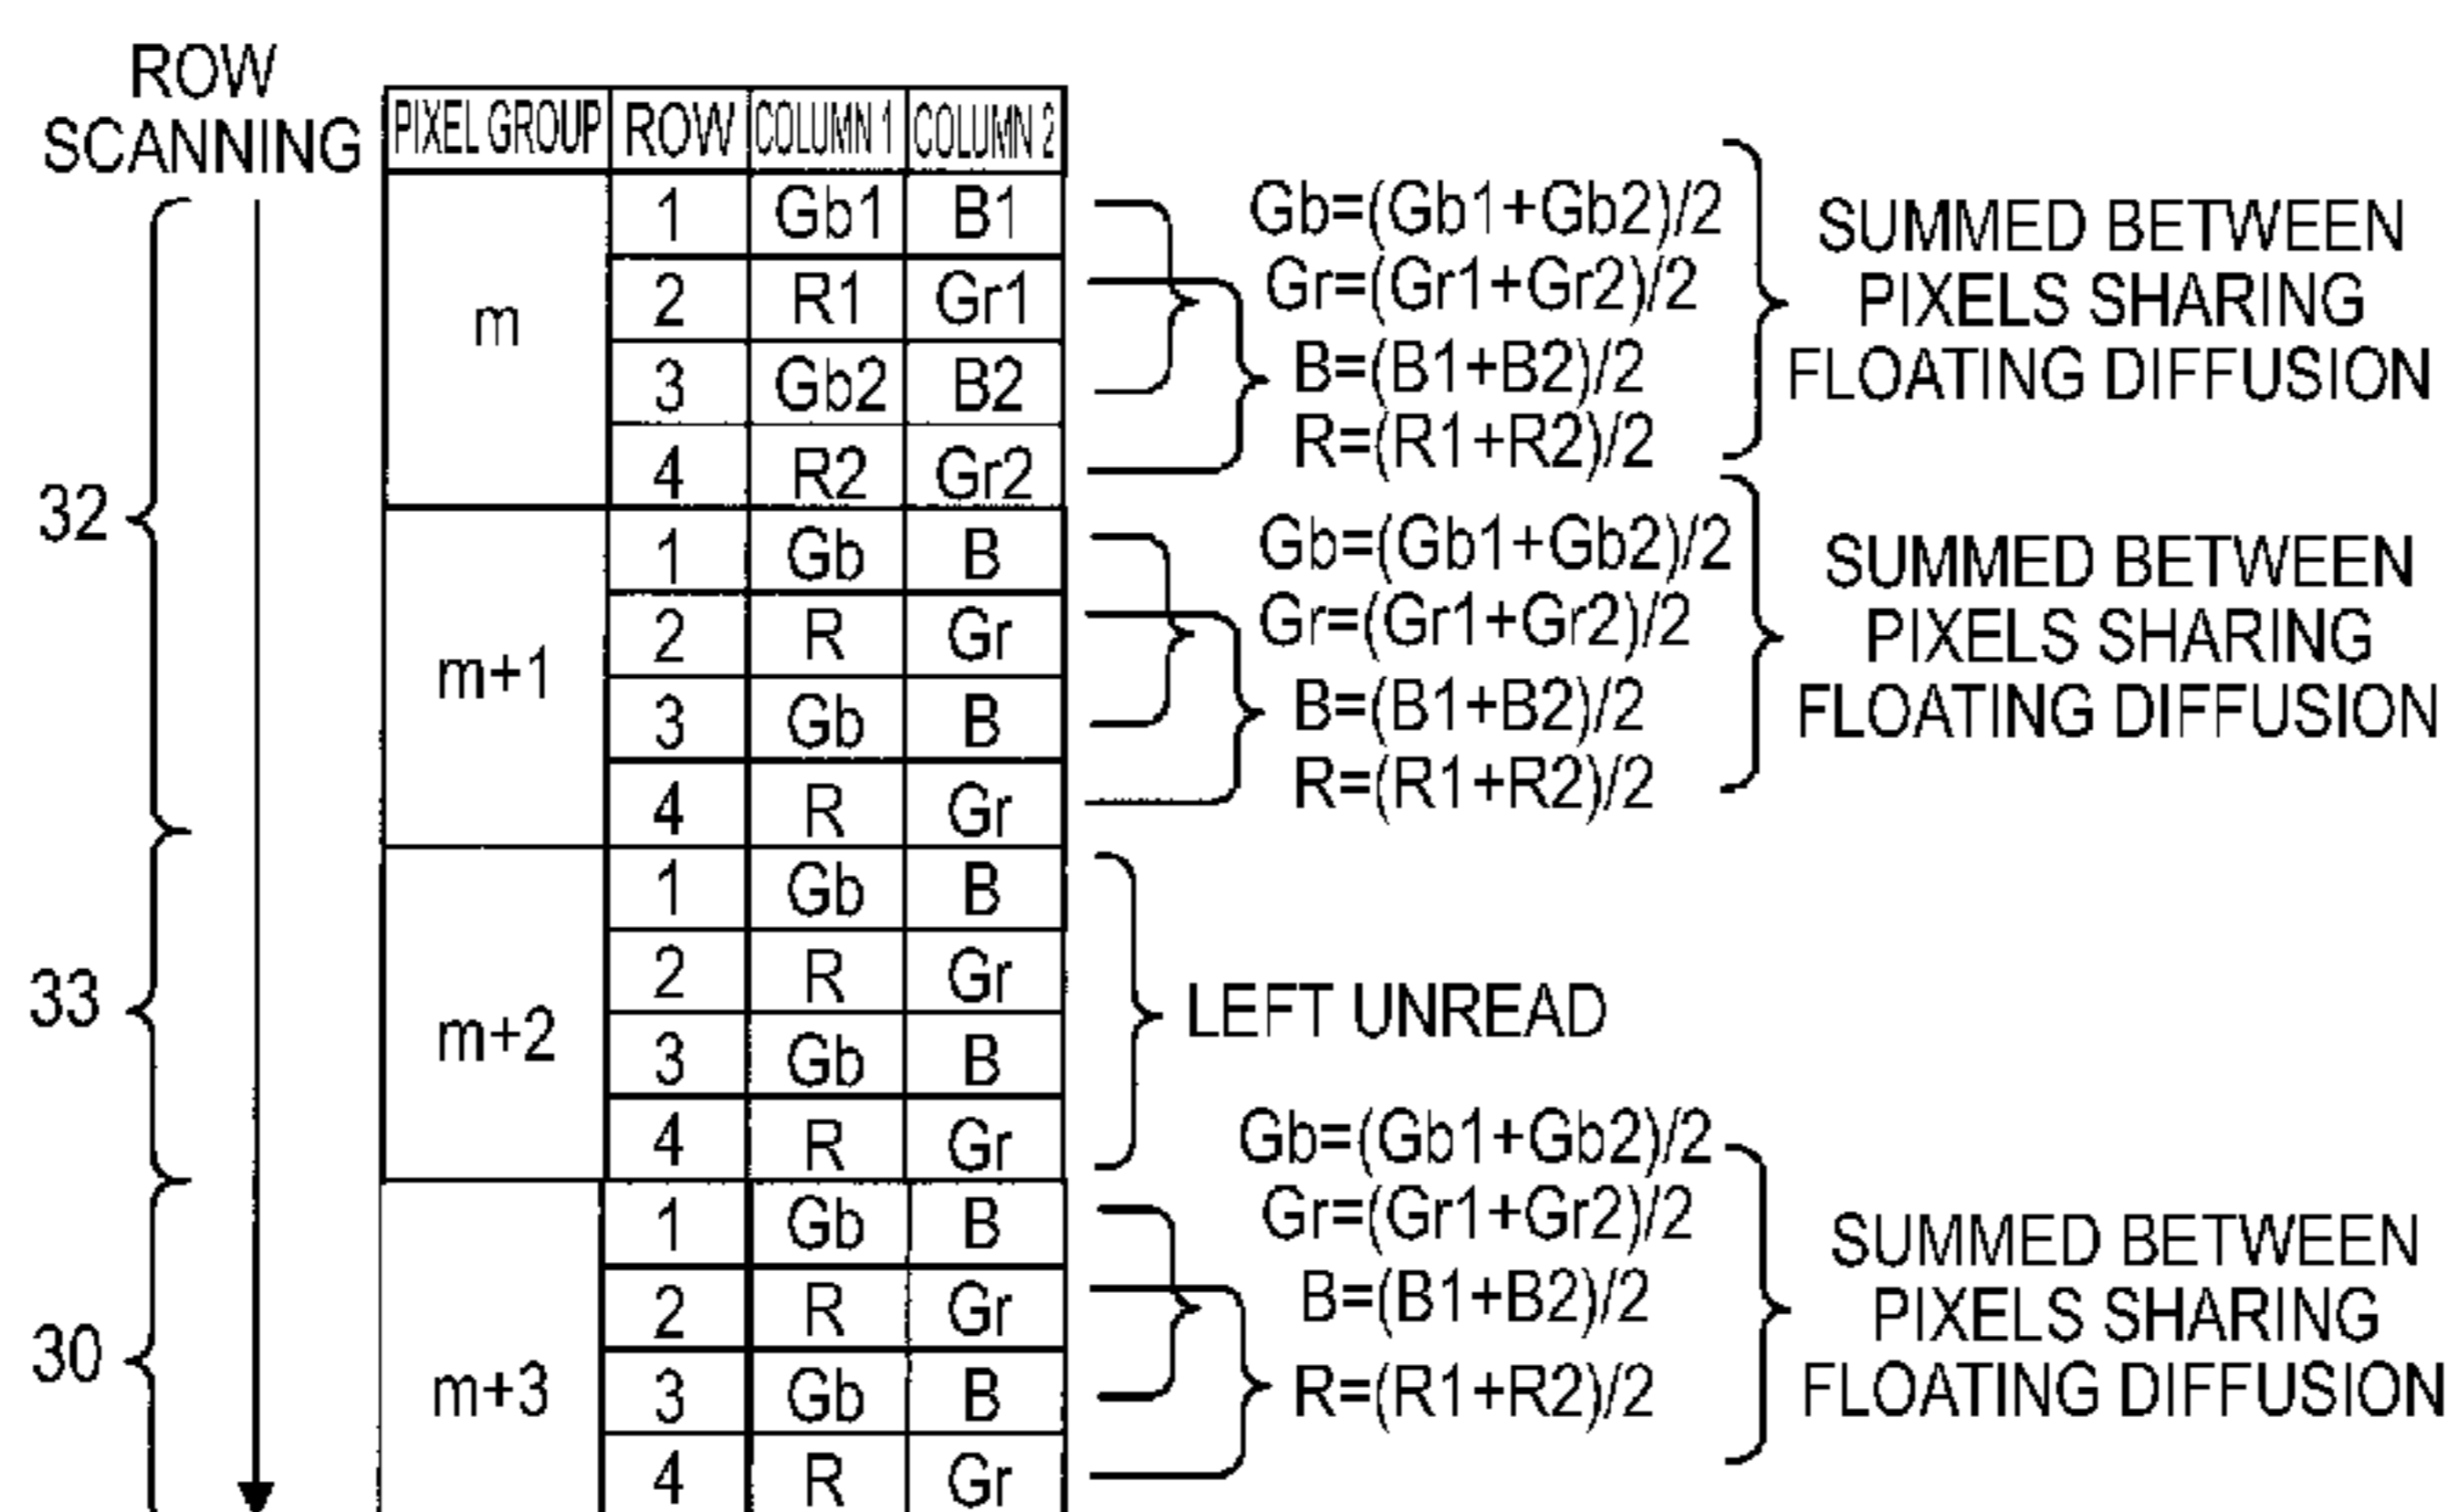 ROW
SCANNING
PIXEL GROUP ROW COLUMN 1 COLUMN 2
m
1 Gb1 B1
2 R1 Gr1
3 Gb2 B2
4 R2 Gr2
Gb=(Gb1+Gb2)/2
Gr=(Gr1+Gr2)/2
B=(B1+B2)/2
R=(R1+R2)/2
SUMMED BETWEEN
PIXELS SHARING
FLOATING DIFFUSION
32
m+1
1 Gb B
2 R Gr
3 Gb B
4 R Gr
Gb=(Gb1+Gb2)/2
Gr=(Gr1+Gr2)/2
B=(B1+B2)/2
R=(R1+R2)/2
SUMMED BETWEEN
PIXELS SHARING
FLOATING DIFFUSION
33
m+2
1 Gb B
2 R Gr
3 Gb B
4 R Gr
LEFT UNREAD
30
m+3
1 Gb B
2 R Gr
3 Gb B
4 R Gr
Gb=(Gb1+Gb2)/2
Gr=(Gr1+Gr2)/2
B=(B1+B2)/2
R=(R1+R2)/2
SUMMED BETWEEN
PIXELS SHARING
FLOATING DIFFUSION